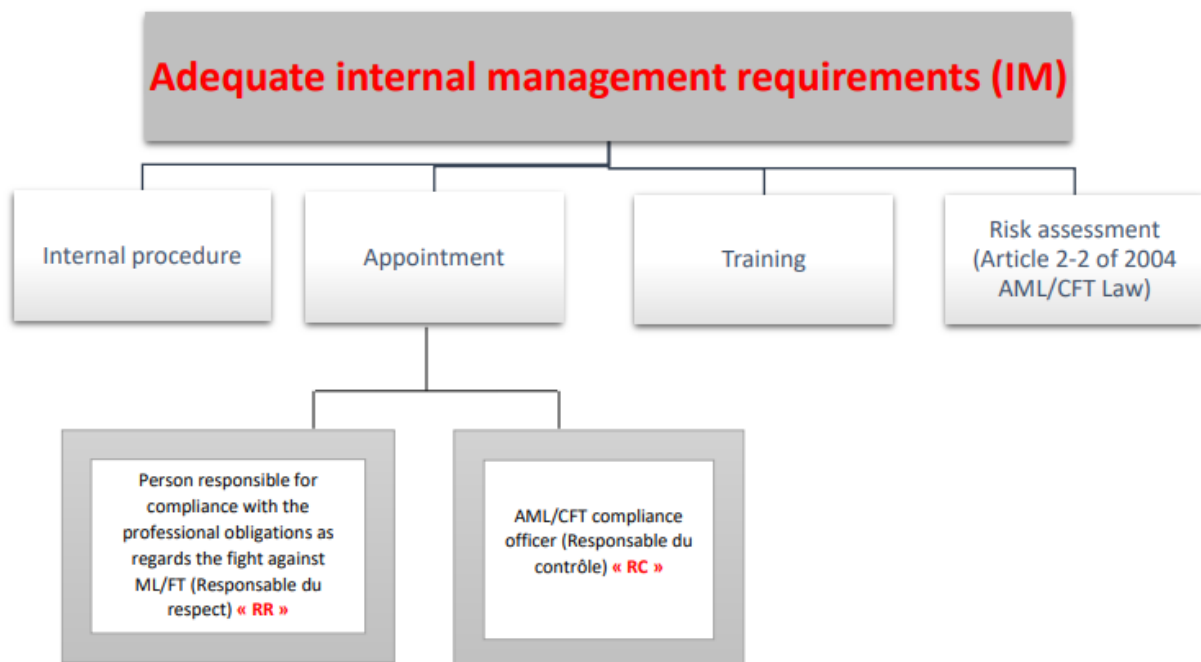 Adequate internal management requirements (IM)
Internal procedure
Appointment
Training
Risk assessment
(Article 2-2 of 2004
AML/CFT Law)
Person responsible for
compliance with the
professional obligations as
regards the fight against
ML/FT (Responsable du
respect) « RR »
AML/CFT compliance
officer (Responsable du
contrôle) « RC »